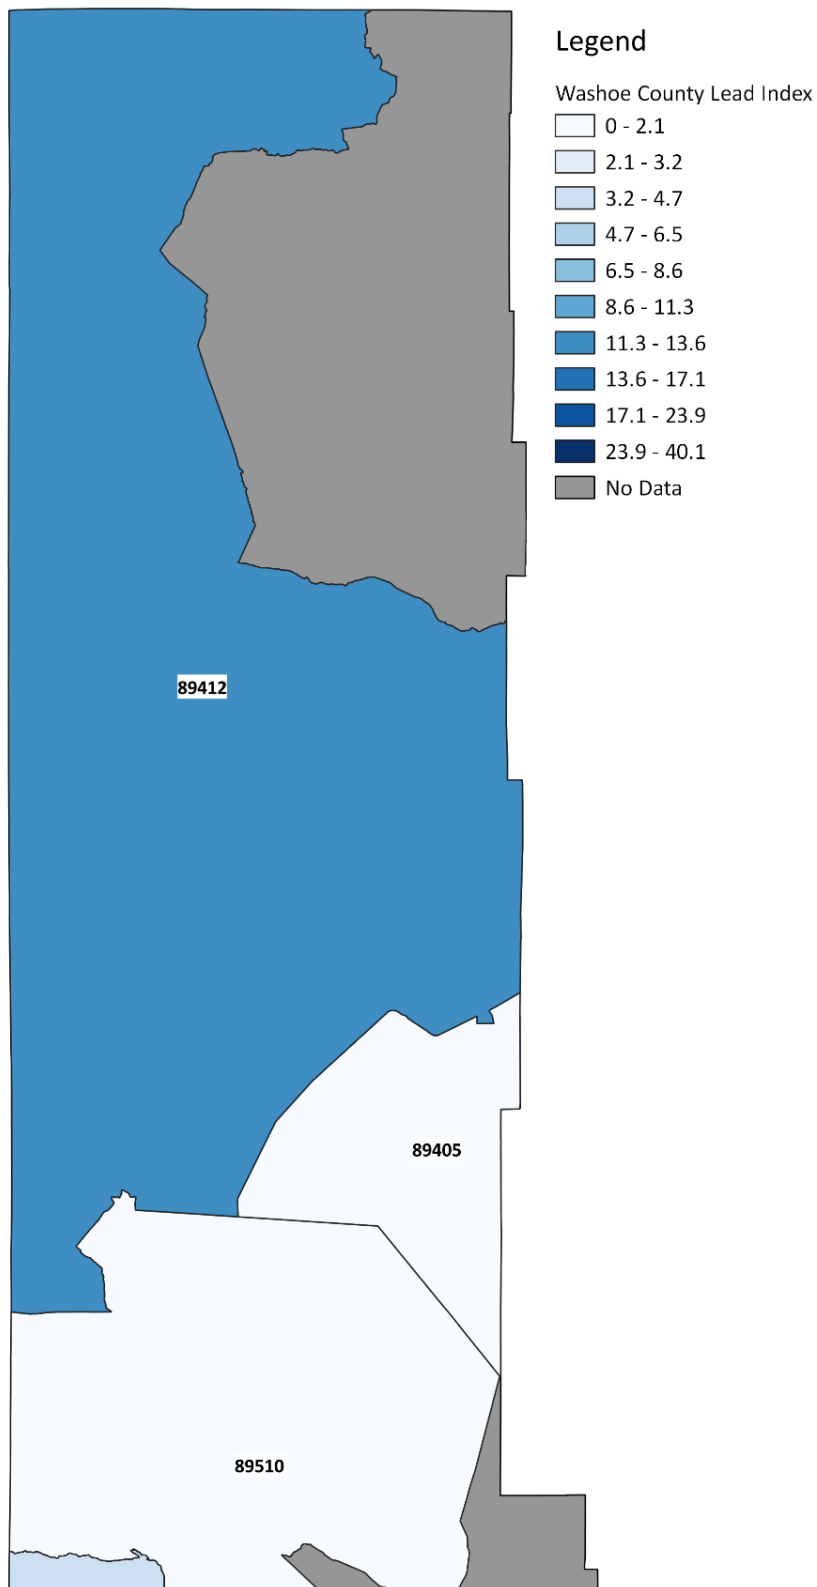 Legend
Washoe County Lead Index
0 - 2.1
2.1 - 3.2
3.2 - 4.7
4.7 - 6.5
6.5 - 8.6
8.6 - 11.3
11.3 - 13.6
13.6 - 17.1
17.1 - 23.9
23.9 - 40.1
No Data
89412
89405
89510